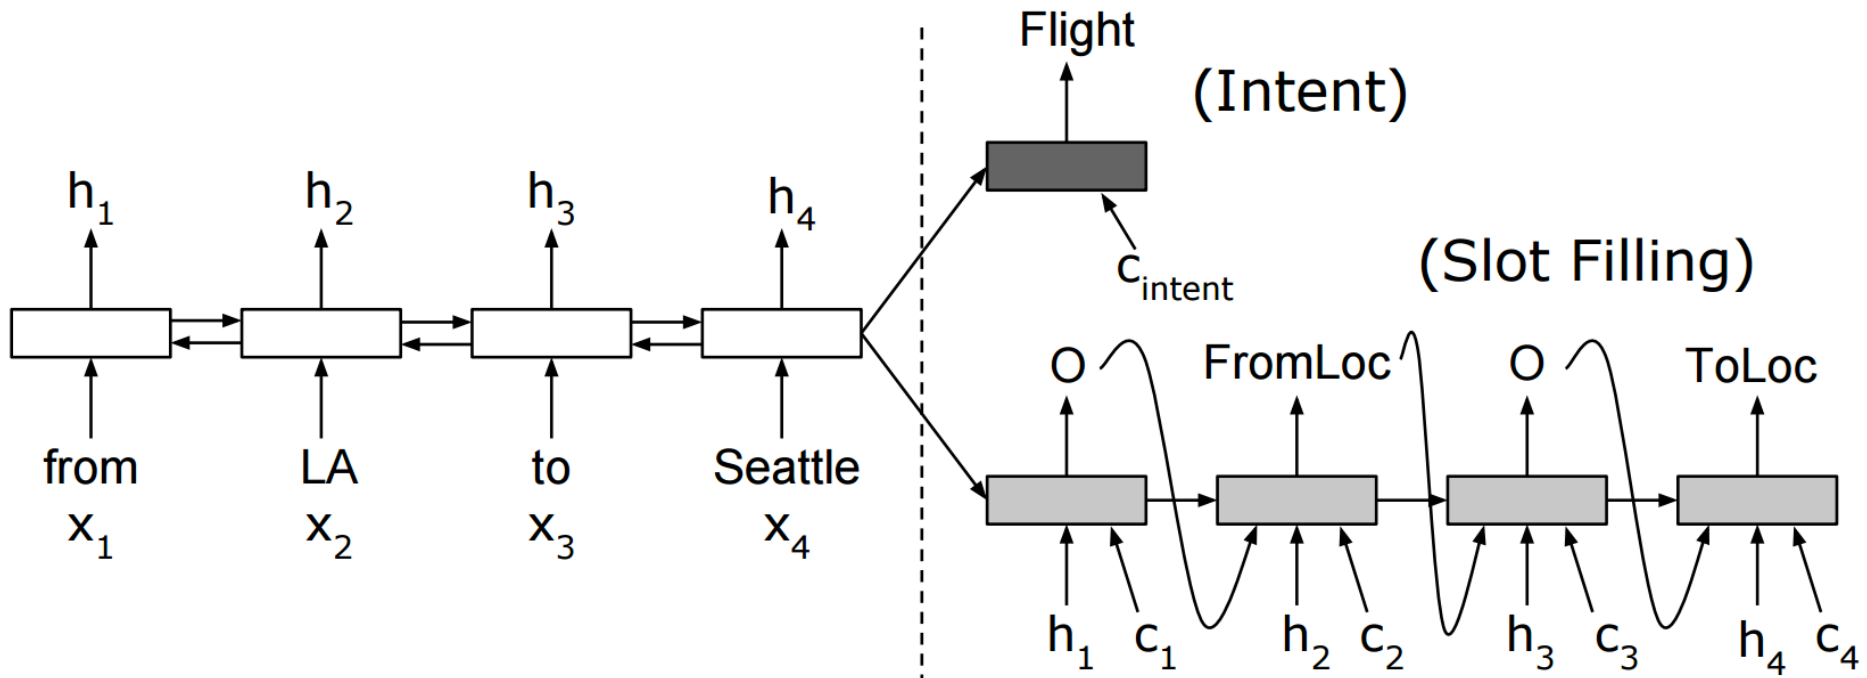 Flight
(Intent)
h1 h2 h3 h4
cintent
(Slot Filling)
O FromLoc O ToLoc
from LA to Seattle
x1 x2 x3 x4
h1 c1 h2 c2 h3 c3 h4 c4